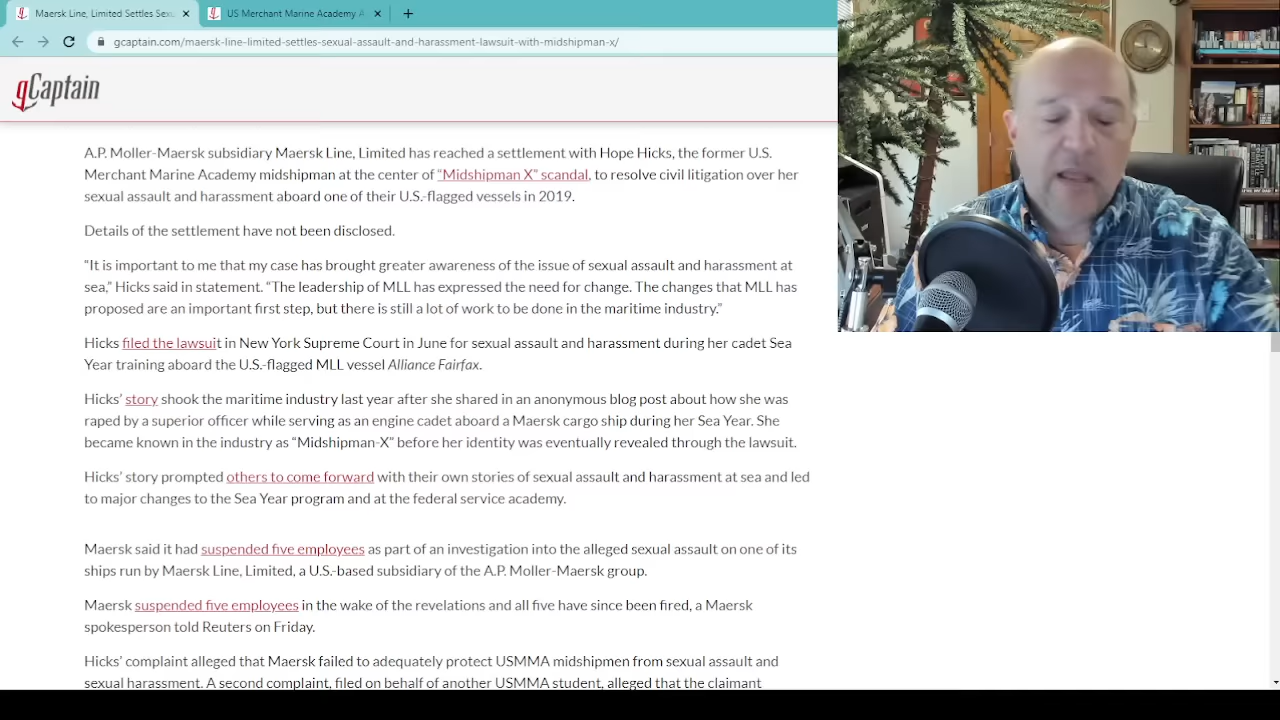 Maersk Line, Limited Settles Sexu
US Merchant Marine Academy A
gcaptain.com/maersk-line-limited-settles-sexual-assault-and-harassment-lawsuit-with-midshipman-x/
gCaptain
A.P. Moller-Maersk subsidiary Maersk Line, Limited has reached a settlement with Hope Hicks, the former U.S.
Merchant Marine Academy midshipman at the center of “Midshipman X” scandal, to resolve civil litigation over her
sexual assault and harassment aboard one of their U.S.-flagged vessels in 2019.
Details of the settlement have not been disclosed.
“It is important to me that my case has brought greater awareness of the issue of sexual assault and harassment at
sea,” Hicks said in statement. “The leadership of MLL has expressed the need for change. The changes that MLL has
proposed are an important first step, but there is still a lot of work to be done in the maritime industry.”
Hicks filed the lawsuit in New York Supreme Court in June for sexual assault and harassment during her cadet Sea
Year training aboard the U.S.-flagged MLL vessel Alliance Fairfax.
Hicks’ story shook the maritime industry last year after she shared in an anonymous blog post about how she was
raped by a superior officer while serving as an engine cadet aboard a Maersk cargo ship during her Sea Year. She
became known in the industry as “Midshipman-X” before her identity was eventually revealed through the lawsuit.
Hicks’ story prompted others to come forward with their own stories of sexual assault and harassment at sea and led
to major changes to the Sea Year program and at the federal service academy.
Maersk said it had suspended five employees as part of an investigation into the alleged sexual assault on one of its
ships run by Maersk Line, Limited, a U.S.-based subsidiary of the A.P. Moller-Maersk group.
Maersk suspended five employees in the wake of the revelations and all five have since been fired, a Maersk
spokesperson told Reuters on Friday.
Hicks’ complaint alleged that Maersk failed to adequately protect USMMA midshipmen from sexual assault and
sexual harassment. A second complaint, filed on behalf of another USMMA student, alleged that the claimant